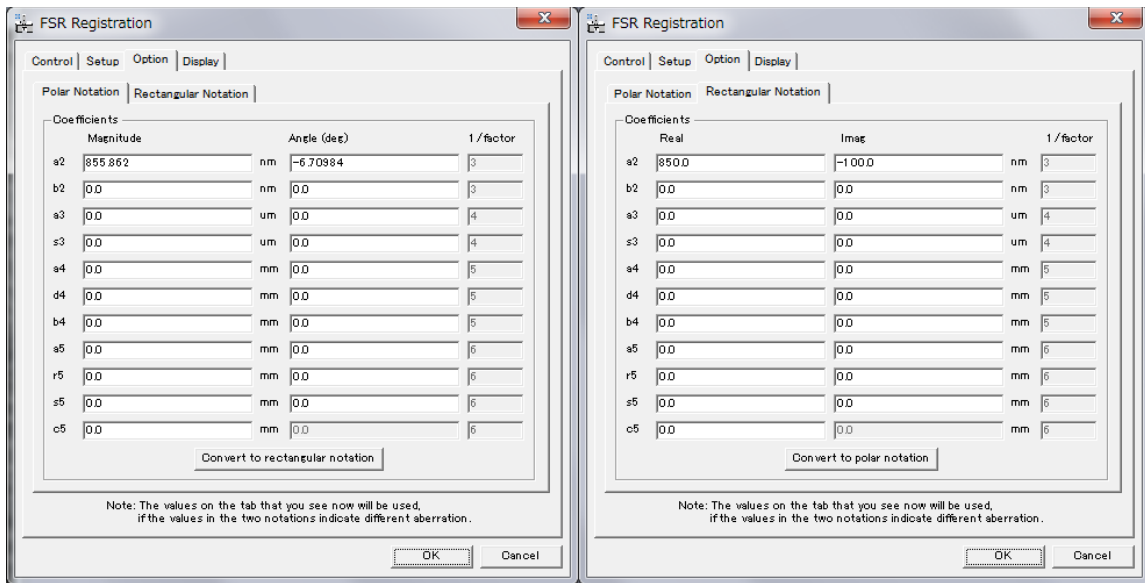 FSR Registration
Control Setup Option Display
Polar Notation Rectangular Notation
Coefficients
Magnitude Angle (deg) 1/factor
a2 855.862 nm -6.70984 3
b2 0.0 nm 0.0 3
a3 0.0 um 0.0 4
s3 0.0 um 0.0 4
a4 0.0 mm 0.0 5
d4 0.0 mm 0.0 5
b4 0.0 mm 0.0 5
a5 0.0 mm 0.0 6
r5 0.0 mm 0.0 6
s5 0.0 mm 0.0 6
c5 0.0 mm 0.0 6
Convert to rectangular notation
Note: The values on the tab that you see now will be used,
if the values in the two notations indicate different aberration.
OK Cancel
FSR Registration
Control Setup Option Display
Polar Notation Rectangular Notation
Coefficients
Real Imag 1/factor
a2 850.0 -100.0 nm 3
b2 0.0 0.0 nm 3
a3 0.0 0.0 um 4
s3 0.0 0.0 um 4
a4 0.0 0.0 mm 5
d4 0.0 0.0 mm 5
b4 0.0 0.0 mm 5
a5 0.0 0.0 mm 6
r5 0.0 0.0 mm 6
s5 0.0 0.0 mm 6
c5 0.0 0.0 mm 6
Convert to polar notation
Note: The values on the tab that you see now will be used,
if the values in the two notations indicate different aberration.
OK Cancel